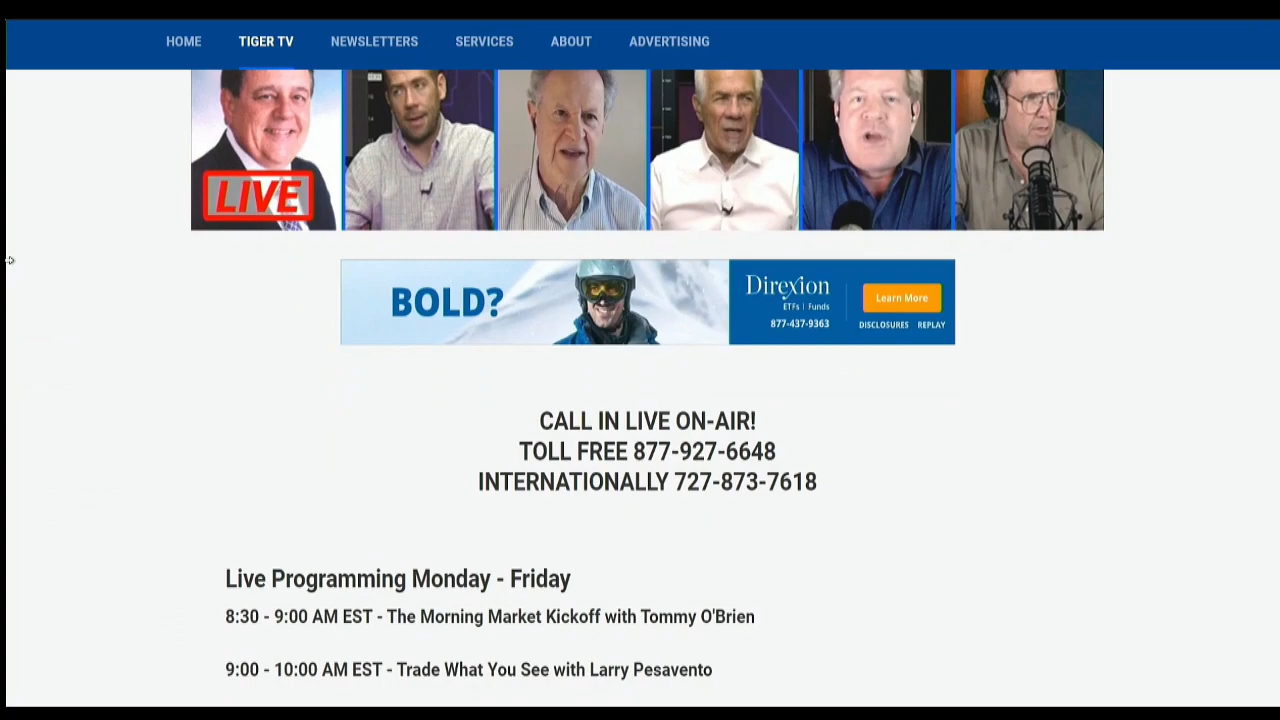 HOME TIGER TV NEWSLETTERS SERVICES ABOUT ADVERTISING
LIVE
BOLD?
Direxion
ETFs | Funds
877-437-9363
Learn More
DISCLOSURES REPLAY
CALL IN LIVE ON-AIR!
TOLL FREE 877-927-6648
INTERNATIONALLY 727-873-7618
Live Programming Monday - Friday
8:30 - 9:00 AM EST - The Morning Market Kickoff with Tommy O'Brien
9:00 - 10:00 AM EST - Trade What You See with Larry Pesavento